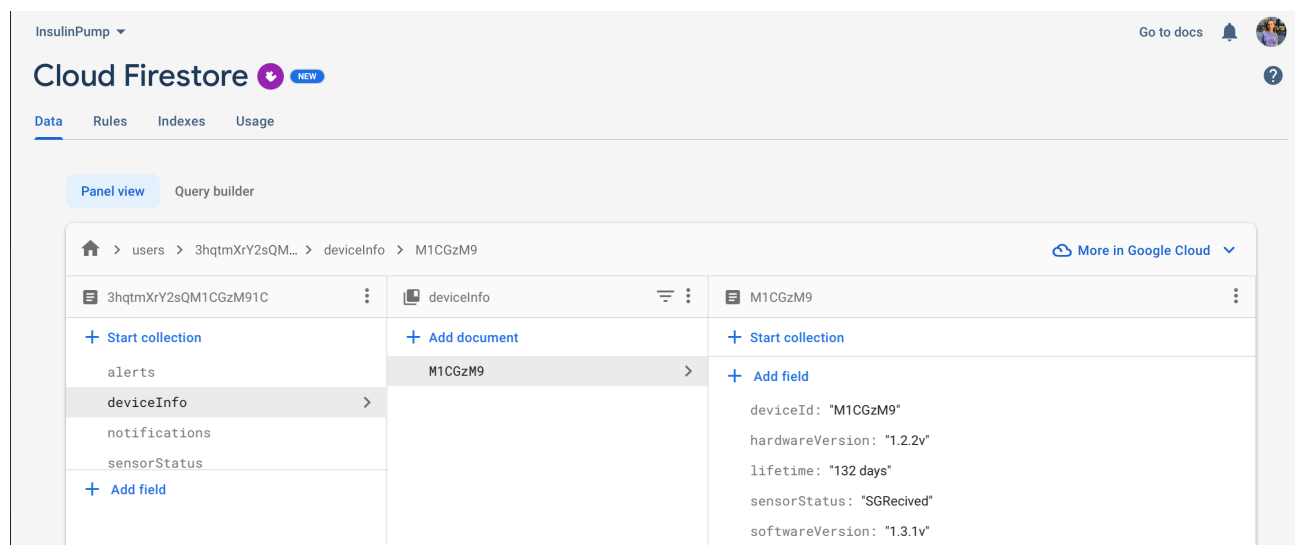 InsulinPump
Go to docs
Cloud Firestore NEW
Data Rules Indexes Usage
Panel view Query builder
users 3hqtmXrY2sQM... deviceInfo M1CGzM9
More in Google Cloud
3hqtmXrY2sQM1CGzM91C
deviceInfo
M1CGzM9
Start collection
Add document
Start collection
alerts
deviceInfo
notifications
sensorStatus
Add field
M1CGzM9
Add field
deviceId: "M1CGzM9"
hardwareVersion: "1.2.2v"
lifetime: "132 days"
sensorStatus: "SGRecived"
softwareVersion: "1.3.1v"